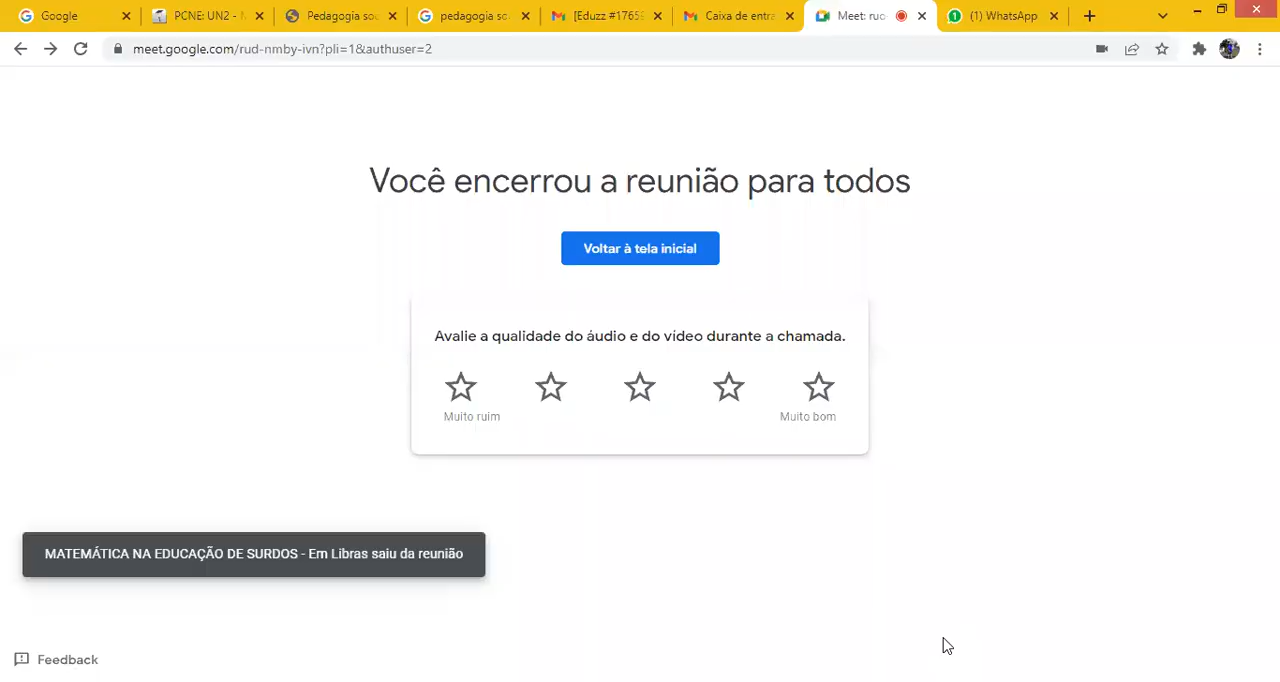 Google
PCNE: UN2 -
Pedagogia soc
pedagogia so
[Eduzz #1765
Caixa de entra
Meet: rud-
(1) WhatsApp
meet.google.com/rud-nmby-ivn?pli=1&authuser=2
Você encerrou a reunião para todos
Voltar à tela inicial
Avalie a qualidade do áudio e do vídeo durante a chamada.
Muito ruim
Muito bom
MATEMÁTICA NA EDUCAÇÃO DE SURDOS - Em Libras saiu da reunião
Feedback